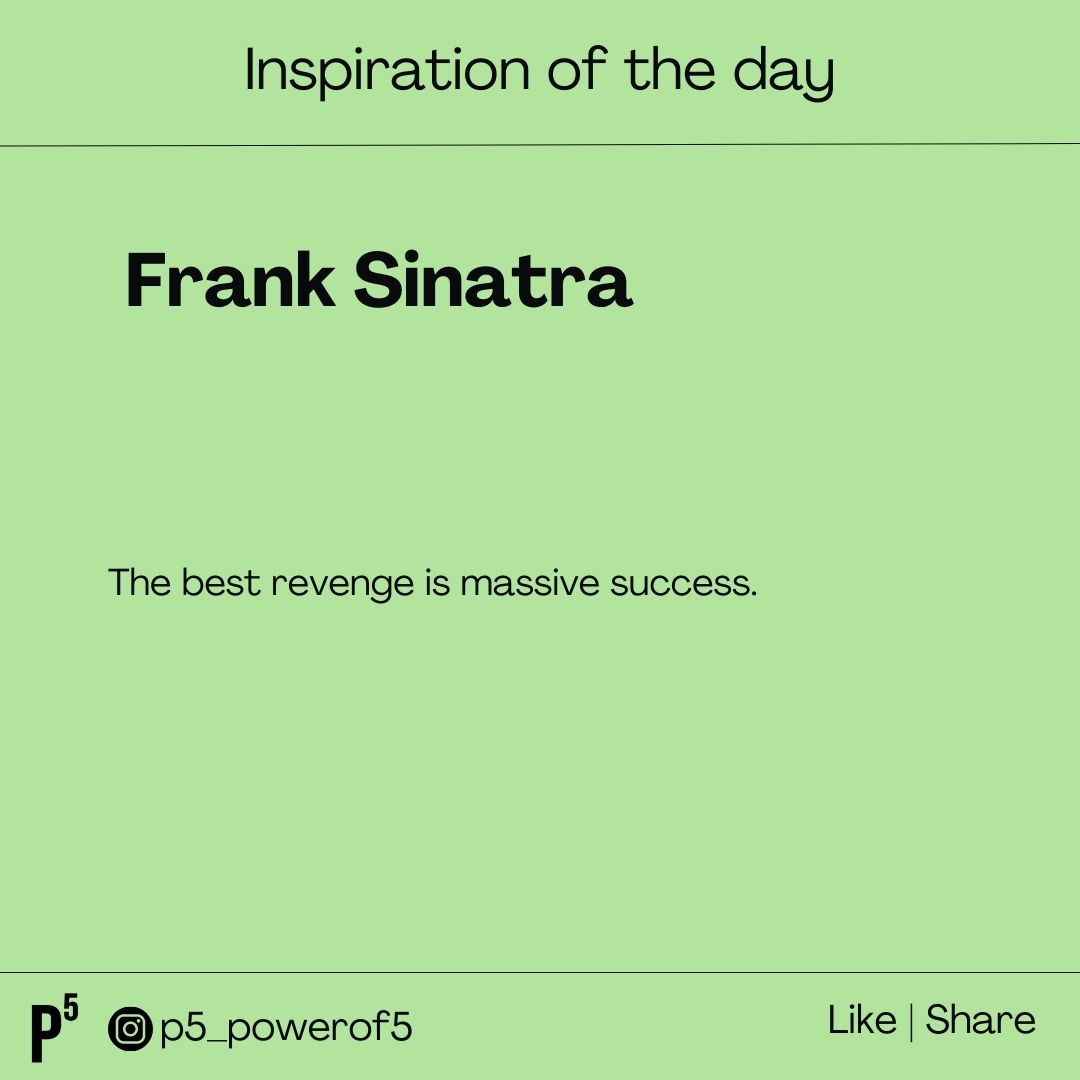 Inspiration of the day
Frank Sinatra
The best revenge is massive success.
P5 p5_powerof5
Like | Share